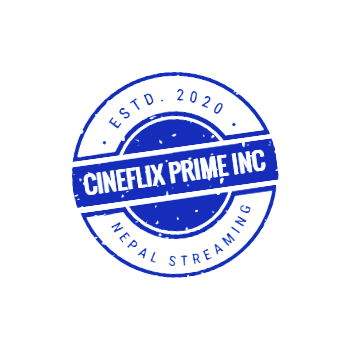 • ESTD. 2020 •
CINEFLIX PRIME INC
NEPAL STREAMING